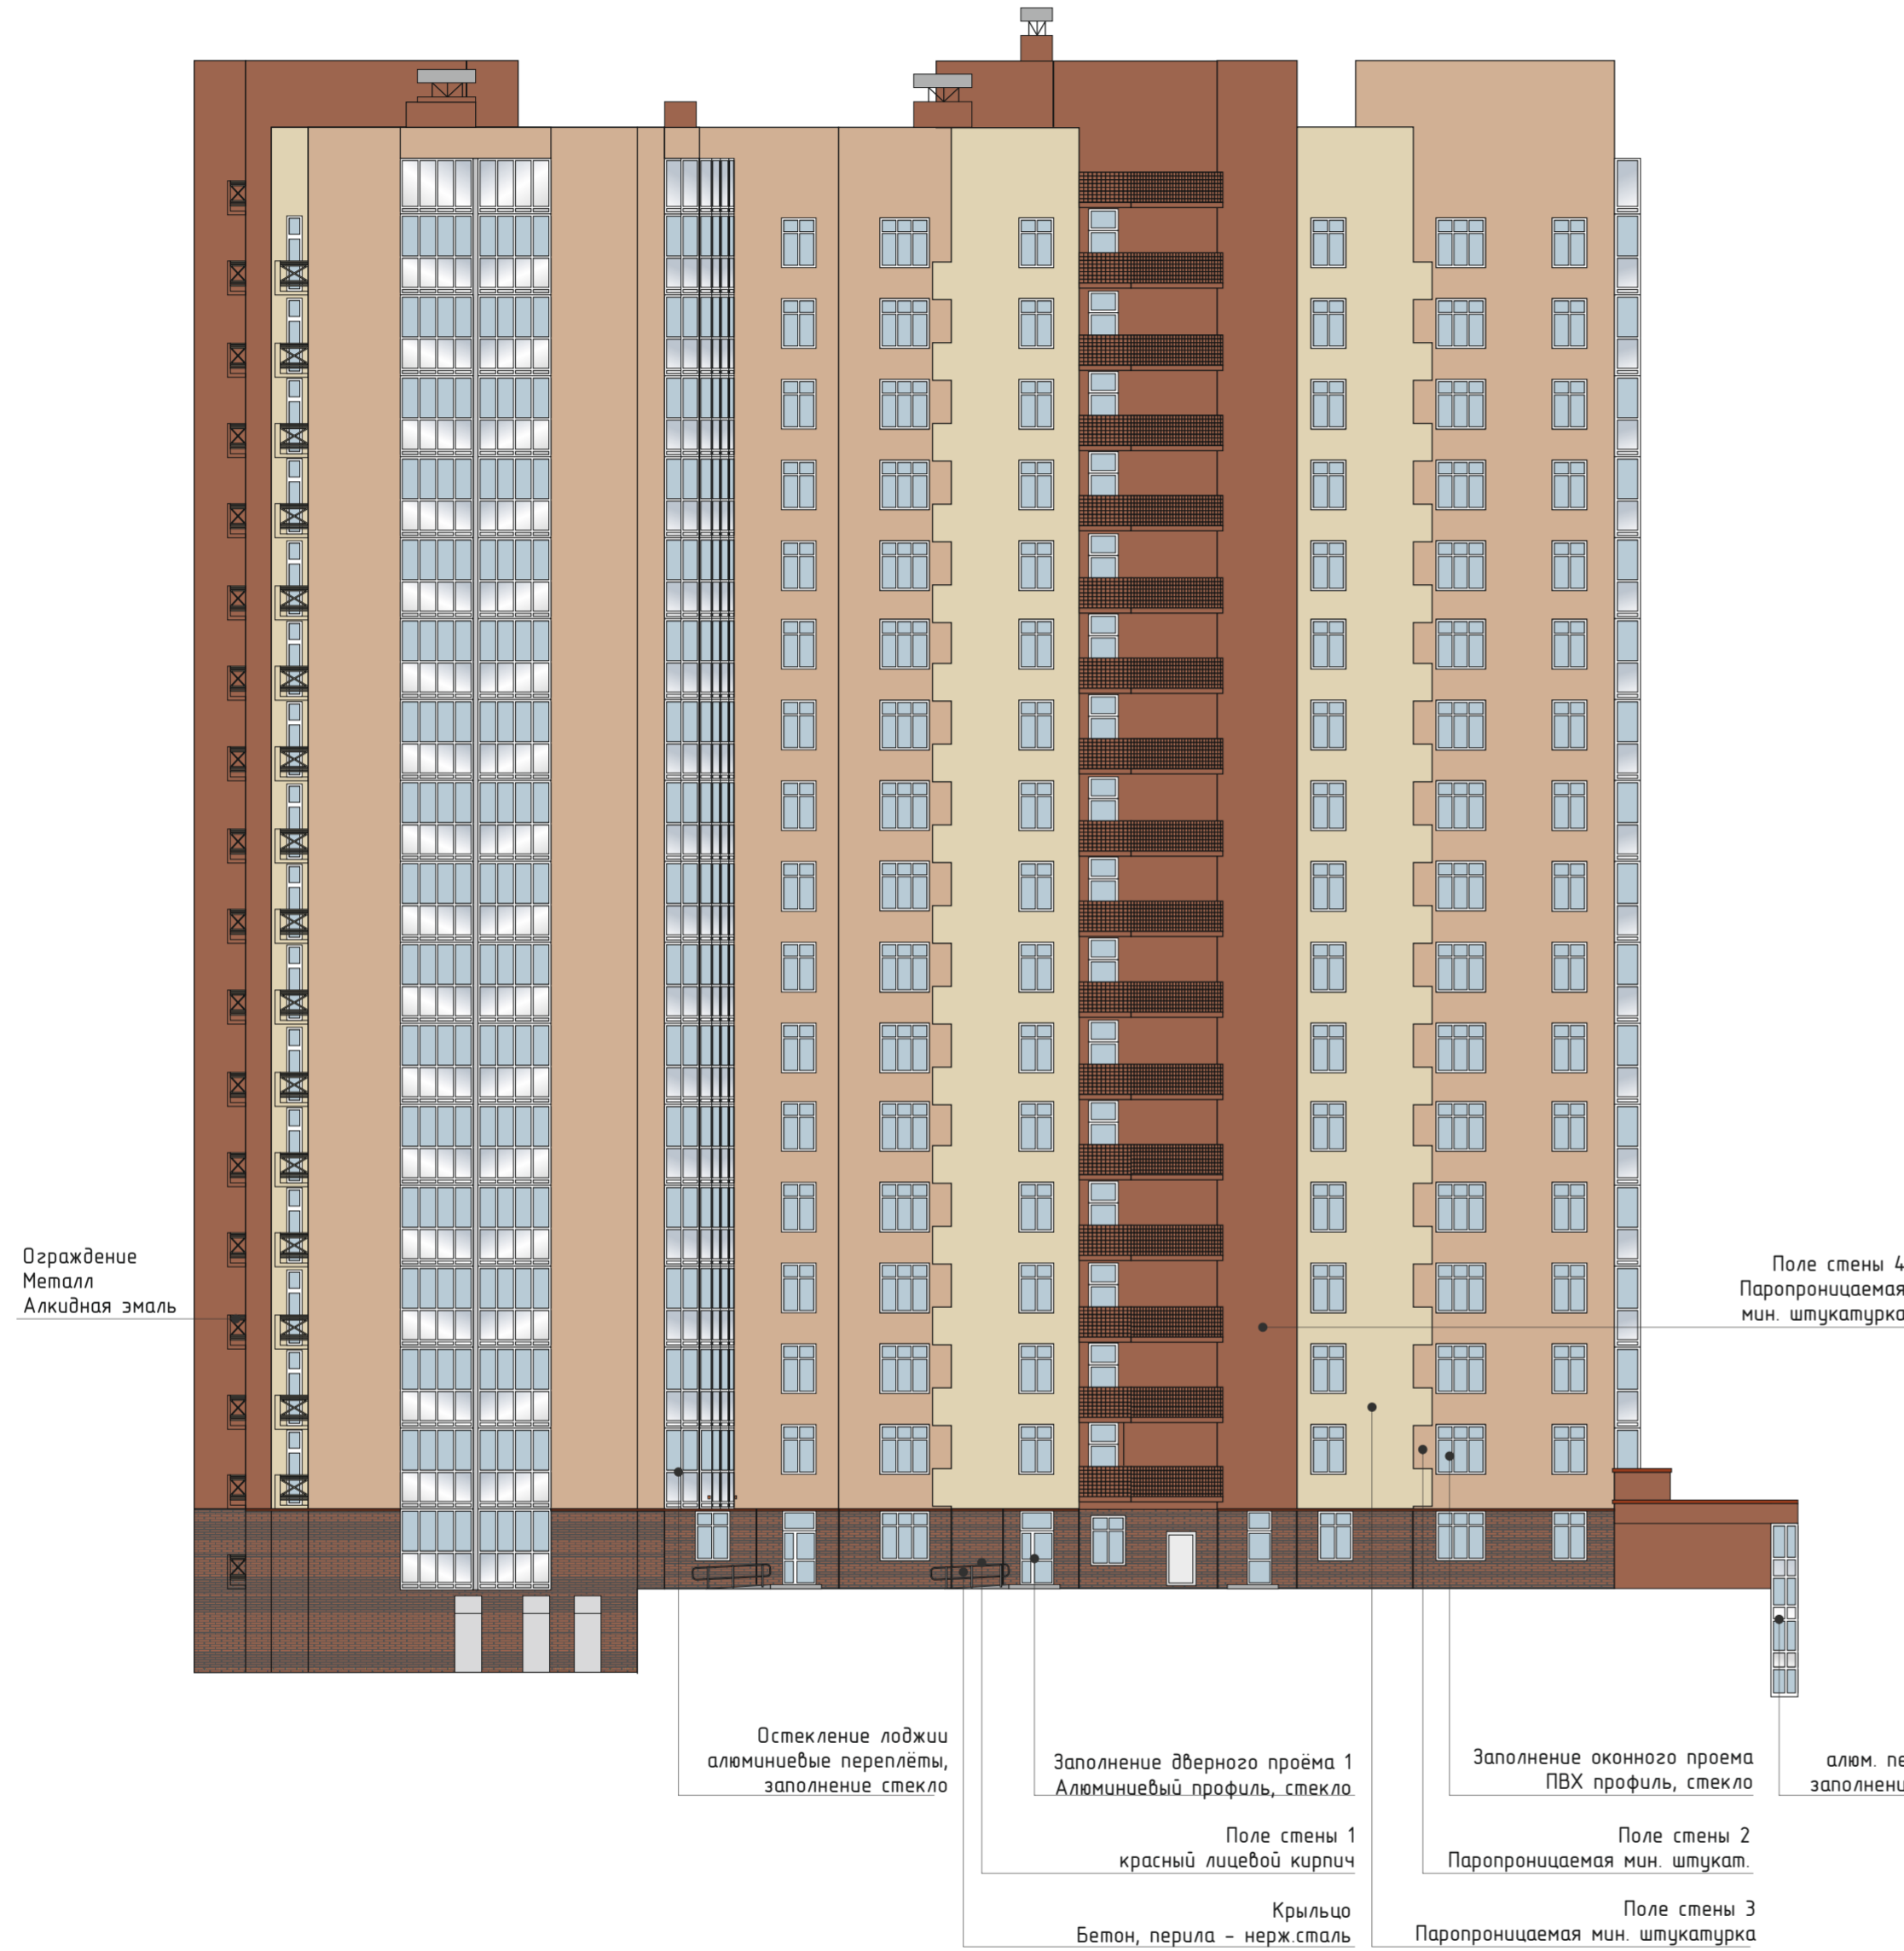 Ограждение
Металл
Алкидная эмаль
Поле стены 4
Паропроницаемая
мин. штукатурка
Остекление лоджии
алюминиевые переплёты,
заполнение стекло
Заполнение дверного проёма 1
Алюминиевый профиль, стекло
Заполнение оконного проема
ПВХ профиль, стекло
алюм.
Поле стены 1
красный лицевой кирпич
Поле стены 2
Паропроницаемая мин. штукат.
Крыльцо
Бетон, перила - нерж.сталь
Поле стены 3
Паропроницаемая мин. штукатурка